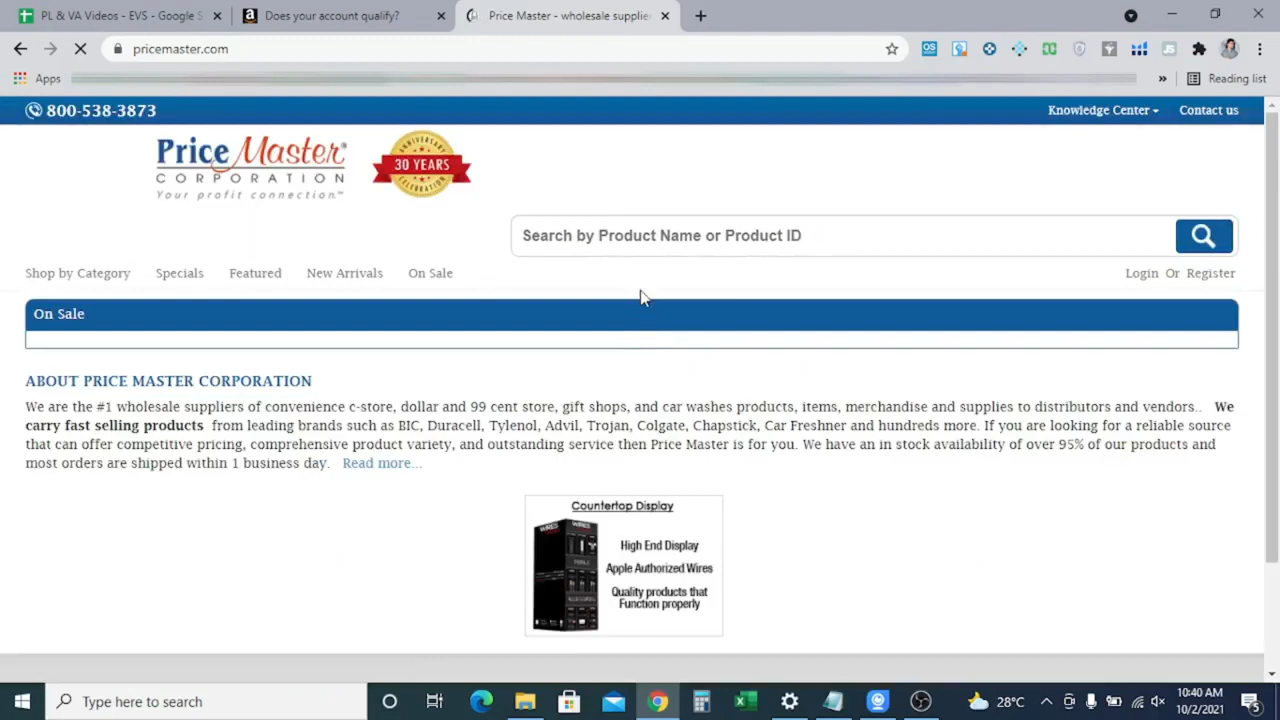 PL & VA Videos - EVS - Google S
Does your account qualify?
Price Master - wholesale supplie
pricemaster.com
Apps
Reading list
800-538-3873
Knowledge Center
Contact us
Price Master
CORPORATION
Your profit connection.™
ANNIVERSARY
30 YEARS
CELEBRATION
Search by Product Name or Product ID
Shop by Category
Specials
Featured
New Arrivals
On Sale
Login Or Register
On Sale
ABOUT PRICE MASTER CORPORATION
We are the #1 wholesale suppliers of convenience c-store, dollar and 99 cent store, gift shops, and car washes products, items, merchandise and supplies to distributors and vendors.. We
carry fast selling products from leading brands such as BIC, Duracell, Tylenol, Advil, Trojan, Colgate, Chapstick, Car Freshner and hundreds more. If you are looking for a reliable source
that can offer competitive pricing, comprehensive product variety, and outstanding service then Price Master is for you. We have an in stock availability of over 95% of our products and
most orders are shipped within 1 business day. Read more...
Countertop Display
High End Display
Apple Authorized Wires
Quality products that
Function properly
Type here to search
28°C
10:40 AM
10/2/2021
5